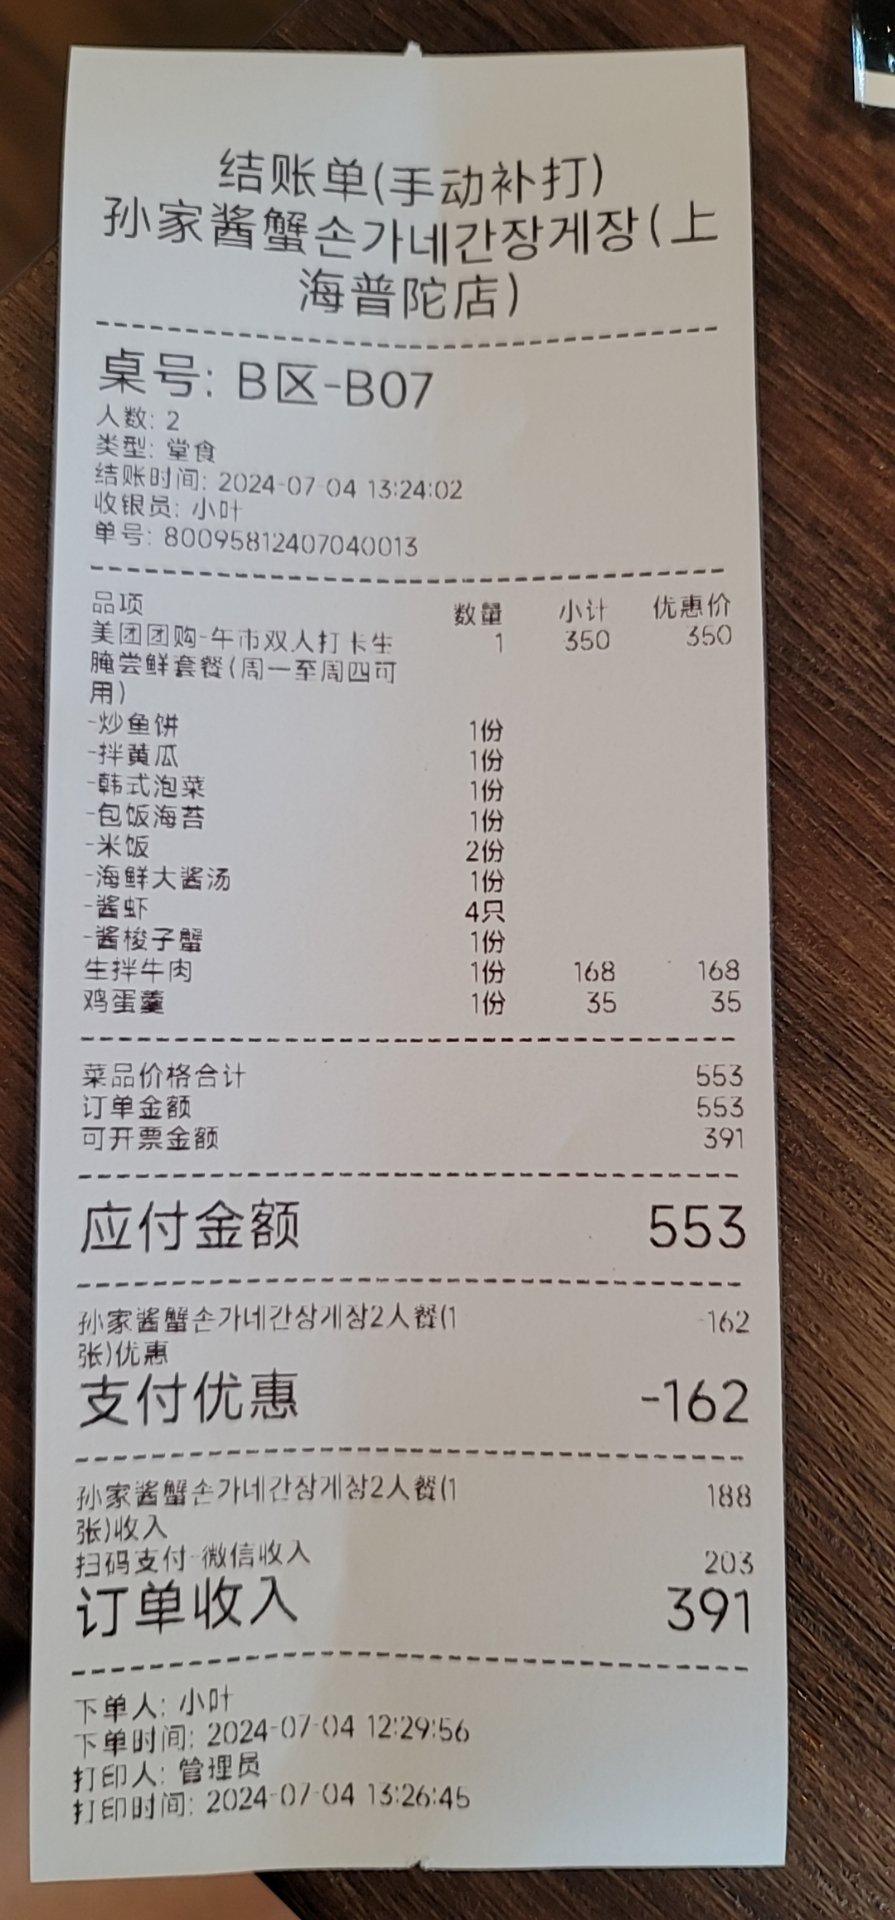 结账单(手动补打)
孙家酱蟹손가네간장게장(上
海普陀店)
桌号: B区-B07
人数: 2
类型: 堂食
结账时间: 2024-07-04 13:24:02
收银员: 小叶
单号: 80095812407040013
品项 数量 小计 优惠价
美团团购-午市双人打卡生 1 350 350
腌尝鲜套餐(周一至周四可
用)
-炒鱼饼 1份
-拌黄瓜 1份
-韩式泡菜 1份
-包饭海苔 1份
-米饭 2份
-海鲜大酱汤 1份
-酱虾 4只
-酱梭子蟹 1份
生拌牛肉 1份 168 168
鸡蛋羹 1份 35 35
菜品价格合计 553
订单金额 553
可开票金额 391
应付金额 553
孙家酱蟹손가네간장게장2人餐(1 -162
张)优惠
支付优惠 -162
孙家酱蟹손가네간장게장2人餐(1 188
张)收入
扫码支付-微信收入 203
订单收入 391
下单人: 小叶
下单时间: 2024-07-04 12:29:56
打印人: 管理员
打印时间: 2024-07-04 13:26:45